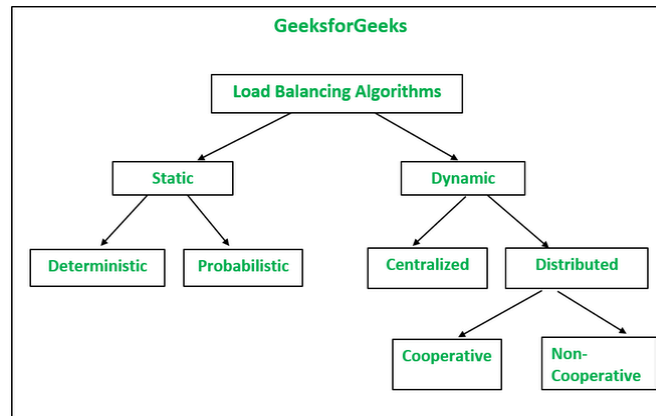 GeeksforGeeks
Load Balancing Algorithms
Static
Dynamic
Deterministic
Probabilistic
Centralized
Distributed
Cooperative
Non-
Cooperative